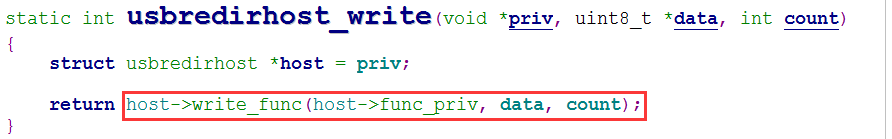 static int usbredirhost_write(void *priv, uint8_t *data, int count)
{
    struct usbredirhost *host = priv;
    return host->write_func(host->func_priv, data, count);
}